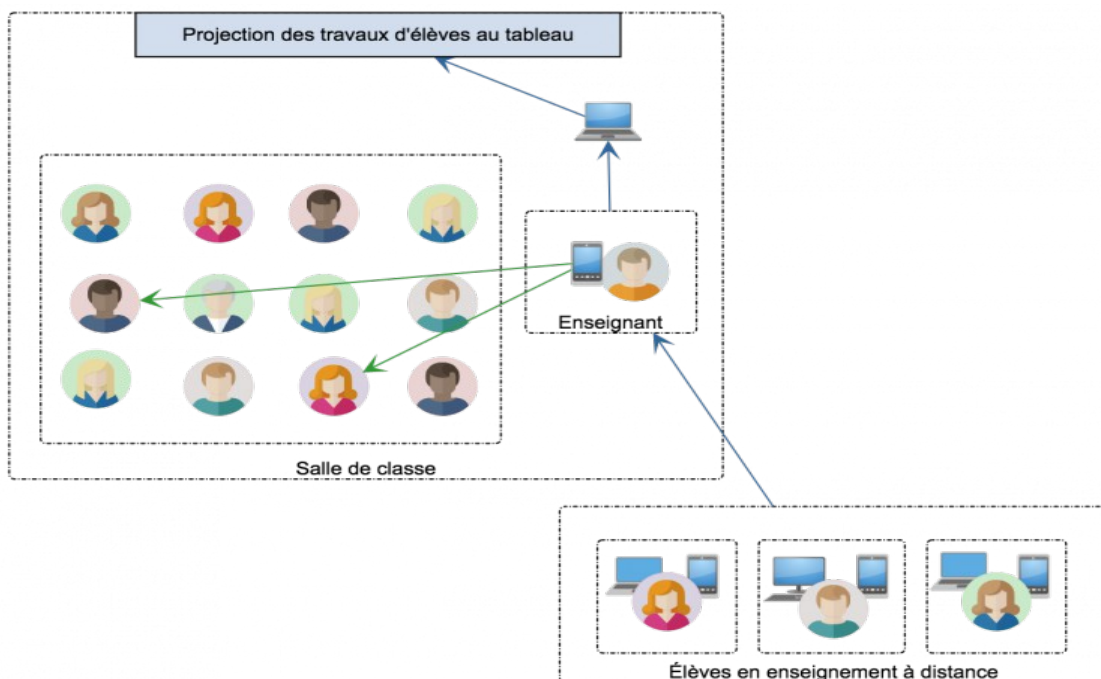 Projection des travaux d'élèves au tableau
Enseignant
Salle de classe
Élèves en enseignement à distance